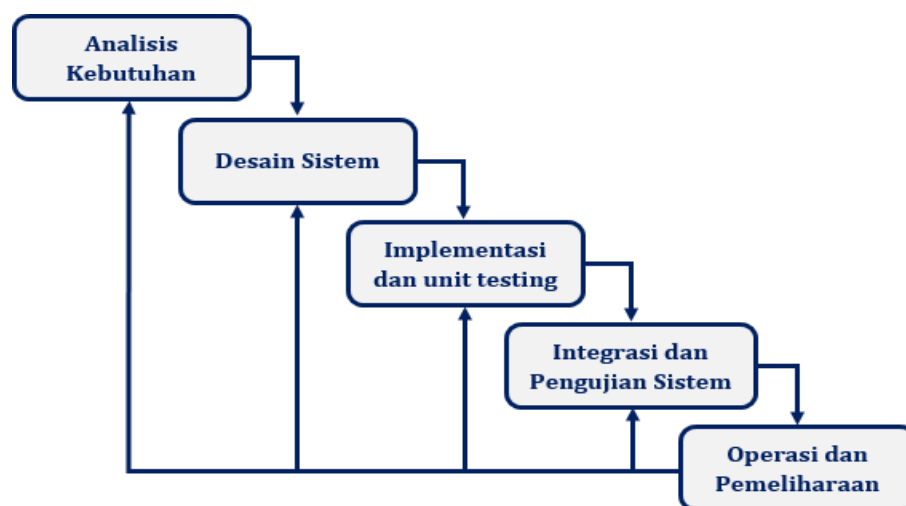 Analisis
Kebutuhan
Desain Sistem
Implementasi
dan unit testing
Integrasi dan
Pengujian Sistem
Operasi dan
Pemeliharaan